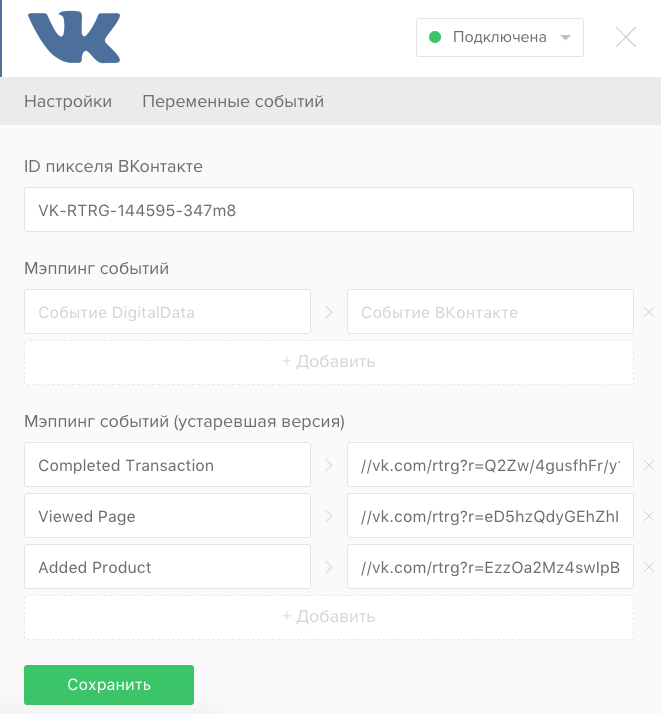 Подключена
Настройки Переменные событий
ID пикселя ВКонтакте
VK-RTRG-144595-347m8
Мэппинг событий
Событие DigitalData Событие ВКонтакте
+ Добавить
Мэппинг событий (устаревшая версия)
Completed Transaction //vk.com/rtrg?r=Q2Zw/4gusfhFr/y
Viewed Page //vk.com/rtrg?r=eD5hzQdyGEhZhI
Added Product //vk.com/rtrg?r=EzzOa2Mz4swIpB
+ Добавить
Сохранить